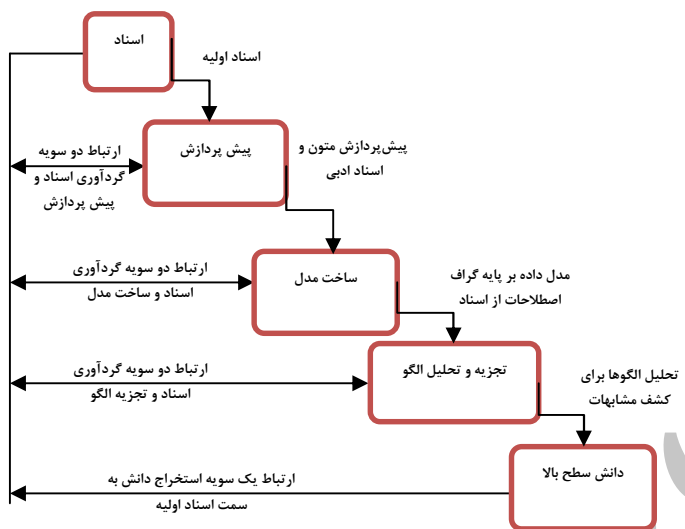 اسناد
اسناد اولیه
پیش پردازش
پیش‌پردازش متون و
اسناد ادبی
ارتباط دو سویه
گردآوری اسناد و
پیش پردازش
ساخت مدل
مدل داده بر پایه گراف
اصطلاحات از اسناد
ارتباط دو سویه گردآوری
اسناد و ساخت مدل
تجزیه و تحلیل الگو
تحلیل الگوها برای
کشف مشابهات
ارتباط دو سویه گردآوری
اسناد و تجزیه الگو
دانش سطح بالا
ارتباط یک سویه استخراج دانش به
سمت اسناد اولیه